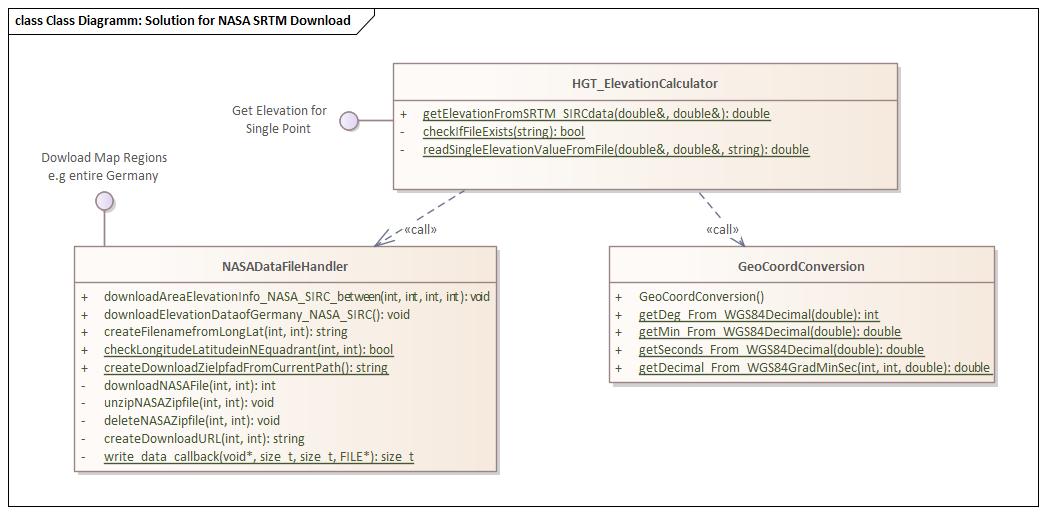 class Class Diagramm: Solution for NASA SRTM Download
HGT_ElevationCalculator
+ getElevationFromSRTM_SIRCdata(double&, double&): double
- checkIfFileExists(string): bool
- readSingleElevationValueFromFile(double&, double&, string): double
Get Elevation for
Single Point
Dowload Map Regions
e.g entire Germany
«call»
«call»
NASADataFileHandler
+ downloadAreaElevationInfo_NASA_SIRC_between(int, int, int, int): void
+ downloadElevationDataofGermany_NASA_SIRC(): void
+ createFilenamefromLongLat(int, int): string
+ checkLongitudeLatitudeinNEquadrant(int, int): bool
+ createDownloadZielpfadFromCurrentPath(): string
- downloadNASAFile(int, int): int
- unzipNASAZipfile(int, int): void
- deleteNASAZipfile(int, int): void
- createDownloadURL(int, int): string
- write_data_callback(void*, size_t, size_t, FILE*): size_t
GeoCoordConversion
+ GeoCoordConversion()
+ getDeg_From_WGS84Decimal(double): int
+ getMin_From_WGS84Decimal(double): double
+ getSeconds_From_WGS84Decimal(double): double
+ getDecimal_From_WGS84GradMinSec(int, int, double): double